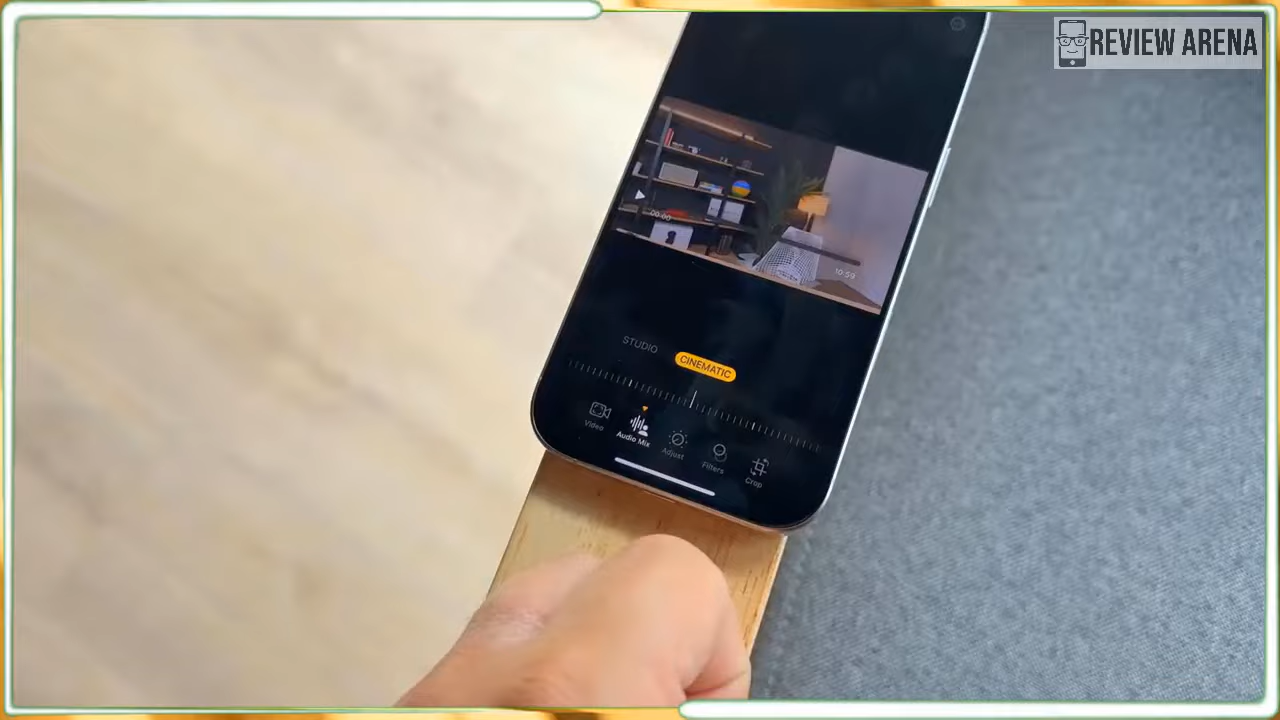 REVIEW ARENA
00:00
10:59
STUDIO
CINEMATIC
Video
Audio Mix
Adjust
Filters
Crop